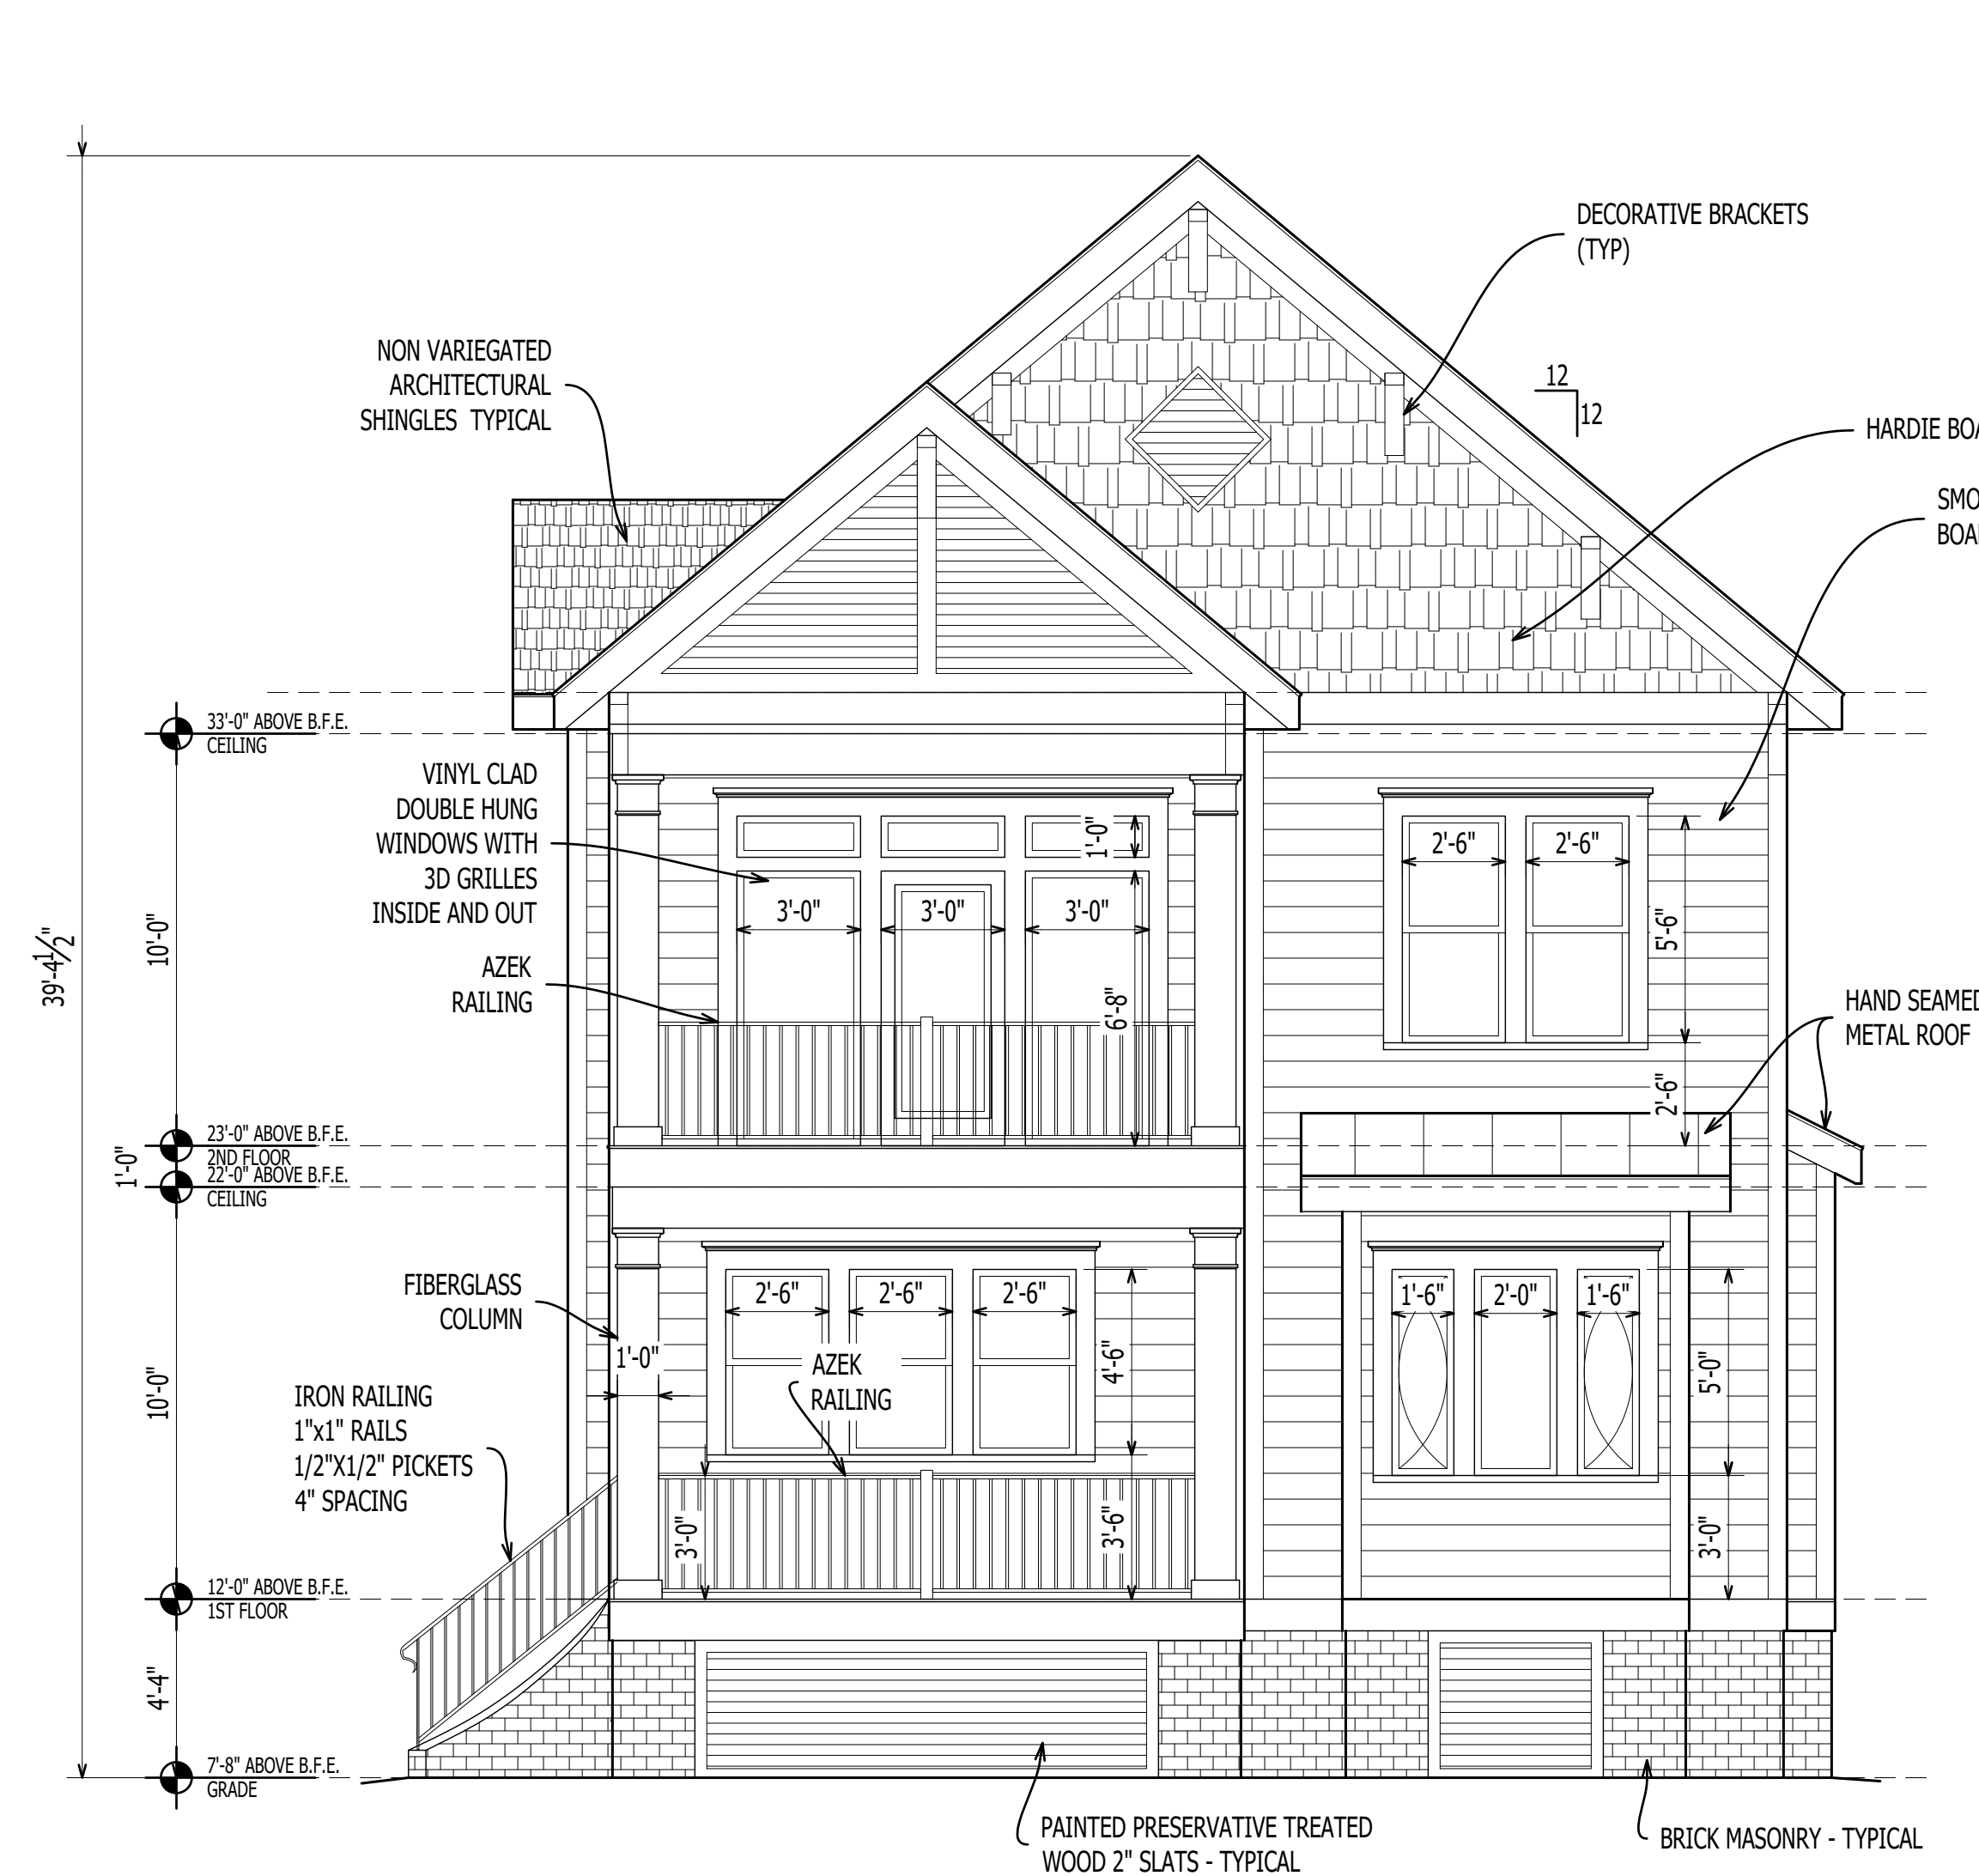 DECORATIVE BRACKETS
(TYP)
NON VARIEGATED
ARCHITECTURAL
SHINGLES TYPICAL
12
12
HARDIE
33'-0" ABOVE B.F.E.
CEILING
VINYL CLAD
DOUBLE HUNG
WINDOWS WITH
3D GRILLES
INSIDE AND OUT
1'-0"
2'-6"
2'-6"
3'-0"
3'-0"
3'-0"
5'-6"
10'-0"
39'-4 1/2"
AZEK
RAILING
6'-8"
HAND SEAMED
METAL ROOF
2'-6"
23'-0" ABOVE B.F.E.
2ND FLOOR
1'-0"
22'-0" ABOVE B.F.E.
CEILING
FIBERGLASS
COLUMN
2'-6"
2'-6"
2'-6"
1'-6"
2'-0"
1'-6"
1'-0"
AZEK
RAILING
4'-6"
5'-0"
10'-0"
IRON RAILING
1"x1" RAILS
1/2"X1/2" PICKETS
4" SPACING
3'-0"
3'-6"
3'-0"
12'-0" ABOVE B.F.E.
1ST FLOOR
4'-4"
7'-8" ABOVE B.F.E.
GRADE
PAINTED PRESERVATIVE TREATED
WOOD 2" SLATS - TYPICAL
BRICK MASONRY - TYPICAL